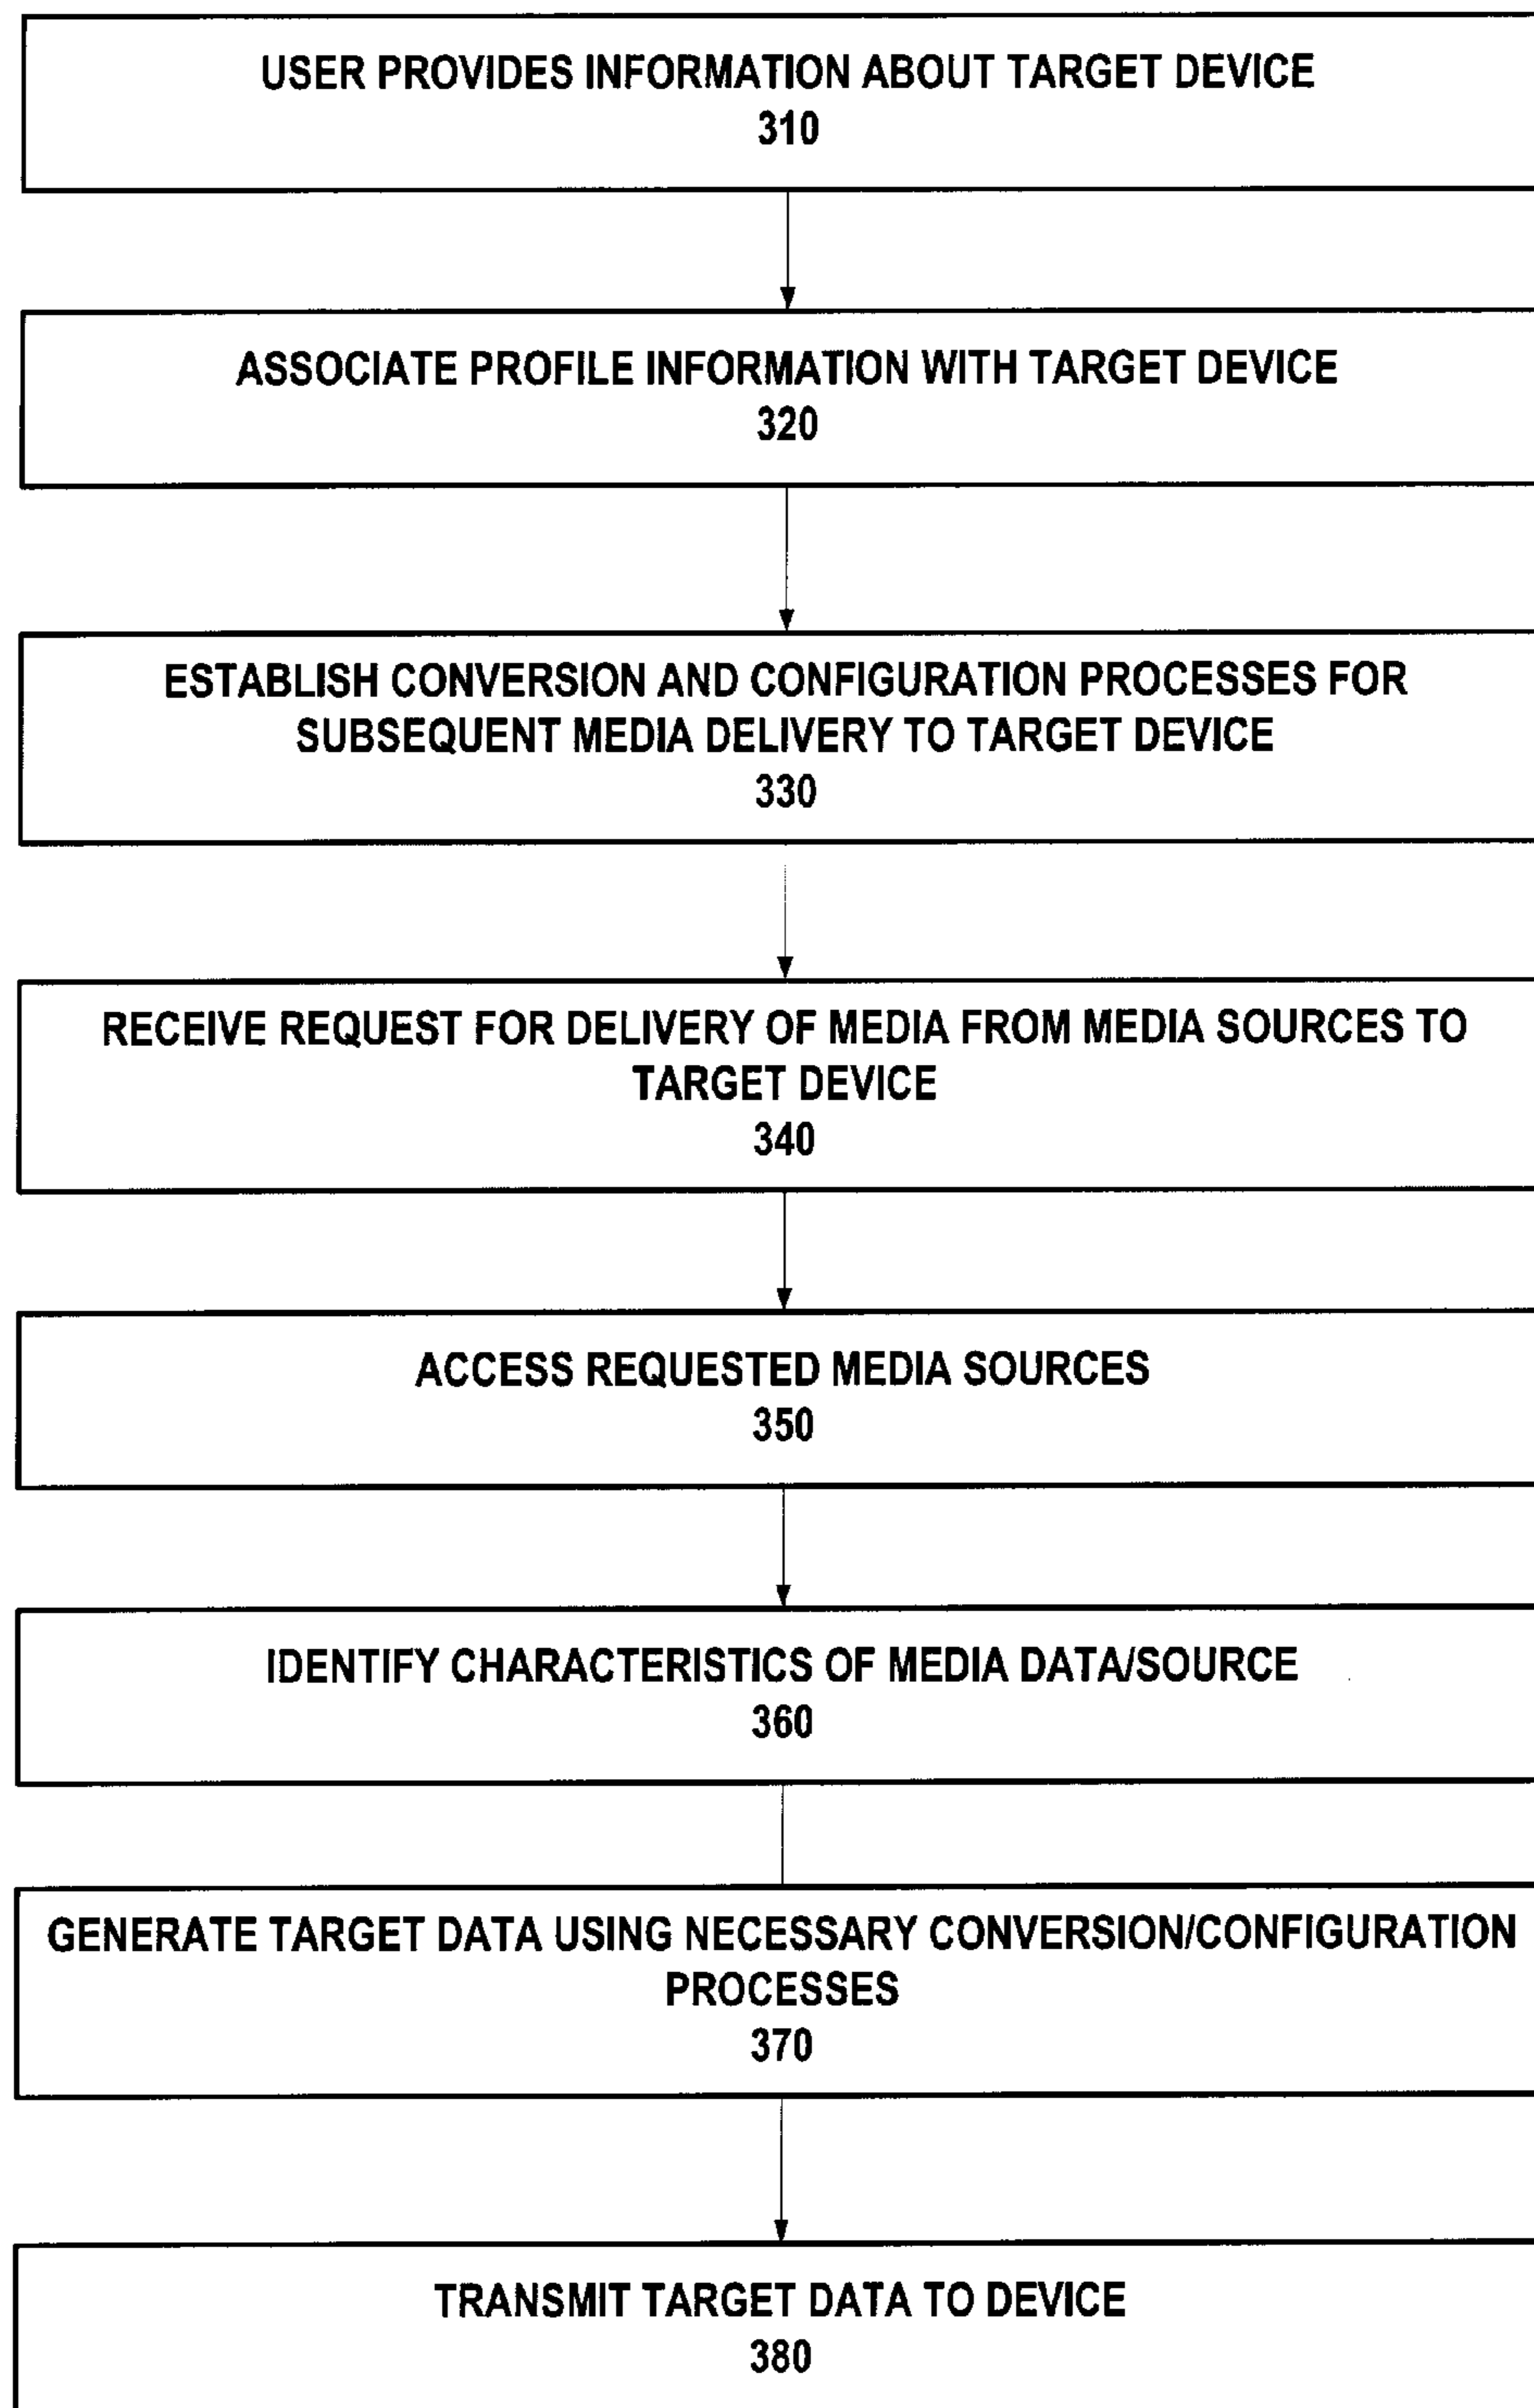 USER PROVIDES INFORMATION ABOUT TARGET DEVICE
310
ASSOCIATE PROFILE INFORMATION WITH TARGET DEVICE
320
ESTABLISH CONVERSION AND CONFIGURATION PROCESSES FOR
SUBSEQUENT MEDIA DELIVERY TO TARGET DEVICE
330
RECEIVE REQUEST FOR DELIVERY OF MEDIA FROM MEDIA SOURCES TO
TARGET DEVICE
340
ACCESS REQUESTED MEDIA SOURCES
350
IDENTIFY CHARACTERISTICS OF MEDIA DATA/SOURCE
360
GENERATE TARGET DATA USING NECESSARY CONVERSION/CONFIGURATION
PROCESSES
370
TRANSMIT TARGET DATA TO DEVICE
380